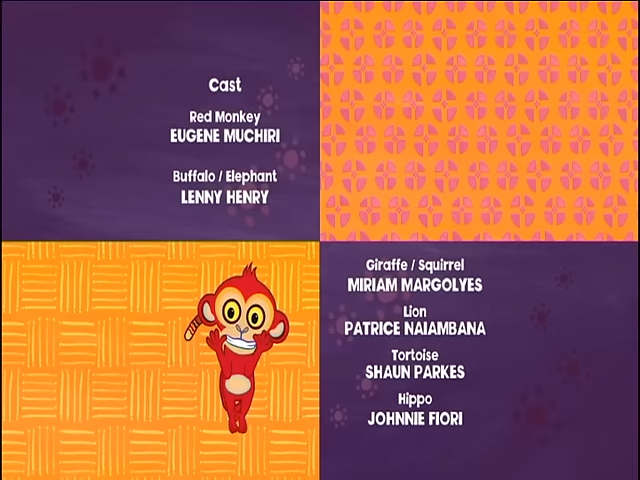 Cast
Red Monkey
EUGENE MUCHIRI
Buffalo / Elephant
LENNY HENRY
Giraffe / Squirrel
MIRIAM MARGOLYES
Lion
PATRICE NAIAMBANA
Tortoise
SHAUN PARKES
Hippo
JOHNNIE FIORI